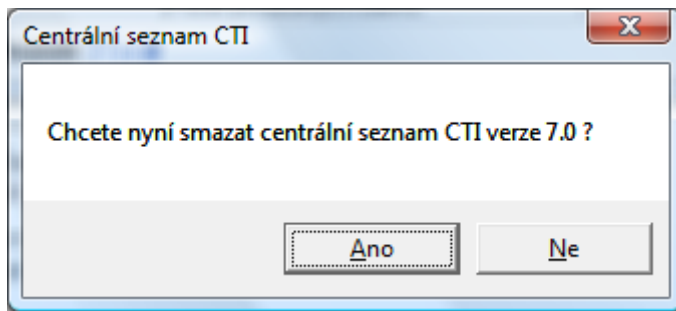 Centrální seznam CTI
Chcete nyní smazat centrální seznam CTI verze 7.0 ?
Ano Ne